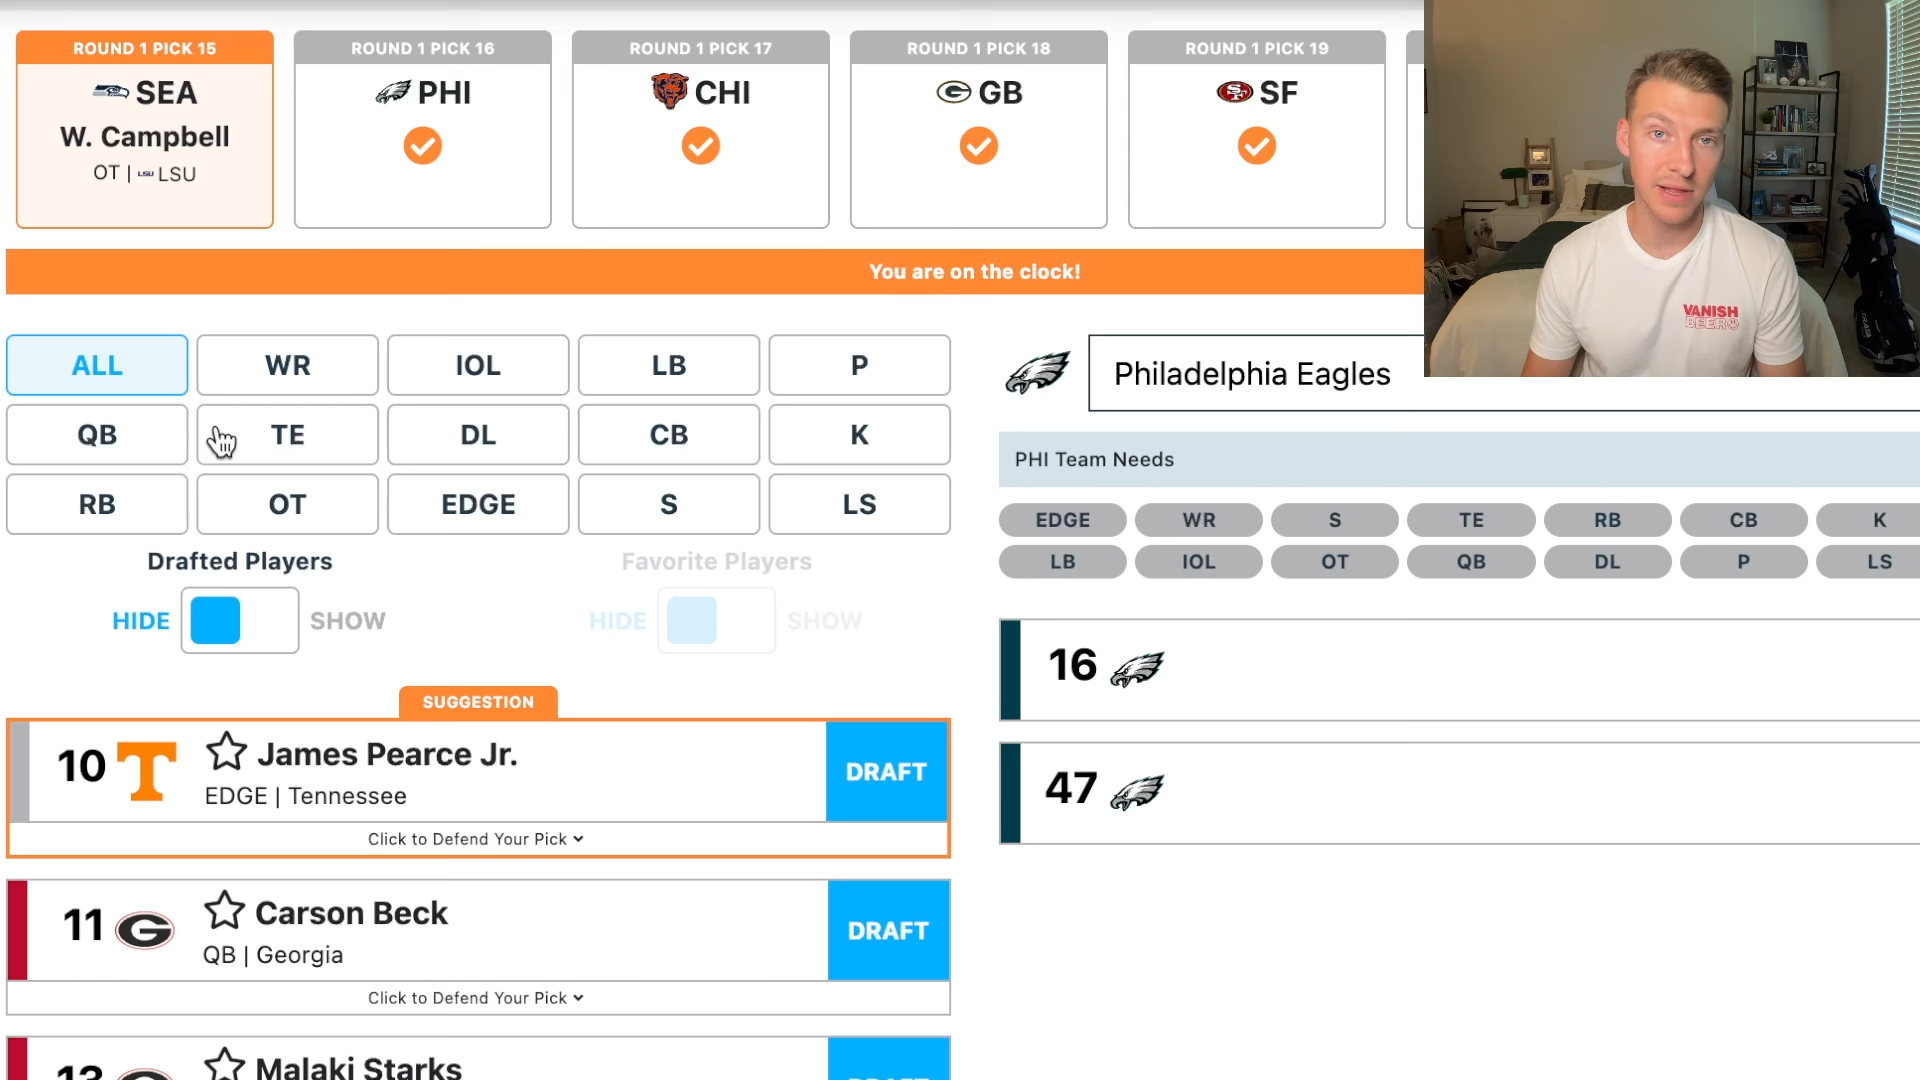 ROUND 1 PICK 15
SEA
W. Campbell
OT | LSU LSU
ROUND 1 PICK 16
PHI
ROUND 1 PICK 17
CHI
ROUND 1 PICK 18
GB
ROUND 1 PICK 19
SF
You are on the clock!
ALL
WR
IOL
LB
P
QB
TE
DL
CB
K
RB
OT
EDGE
S
LS
Drafted Players
HIDE
SHOW
Favorite Players
HIDE
SHOW
SUGGESTION
10
James Pearce Jr.
EDGE | Tennessee
DRAFT
Click to Defend Your Pick
11
Carson Beck
QB | Georgia
DRAFT
Click to Defend Your Pick
13
Malaki Starks
DRAFT
Philadelphia Eagles
PHI Team Needs
EDGE
WR
S
TE
RB
CB
K
LB
IOL
OT
QB
DL
P
LS
16
47
VANISH
BEER